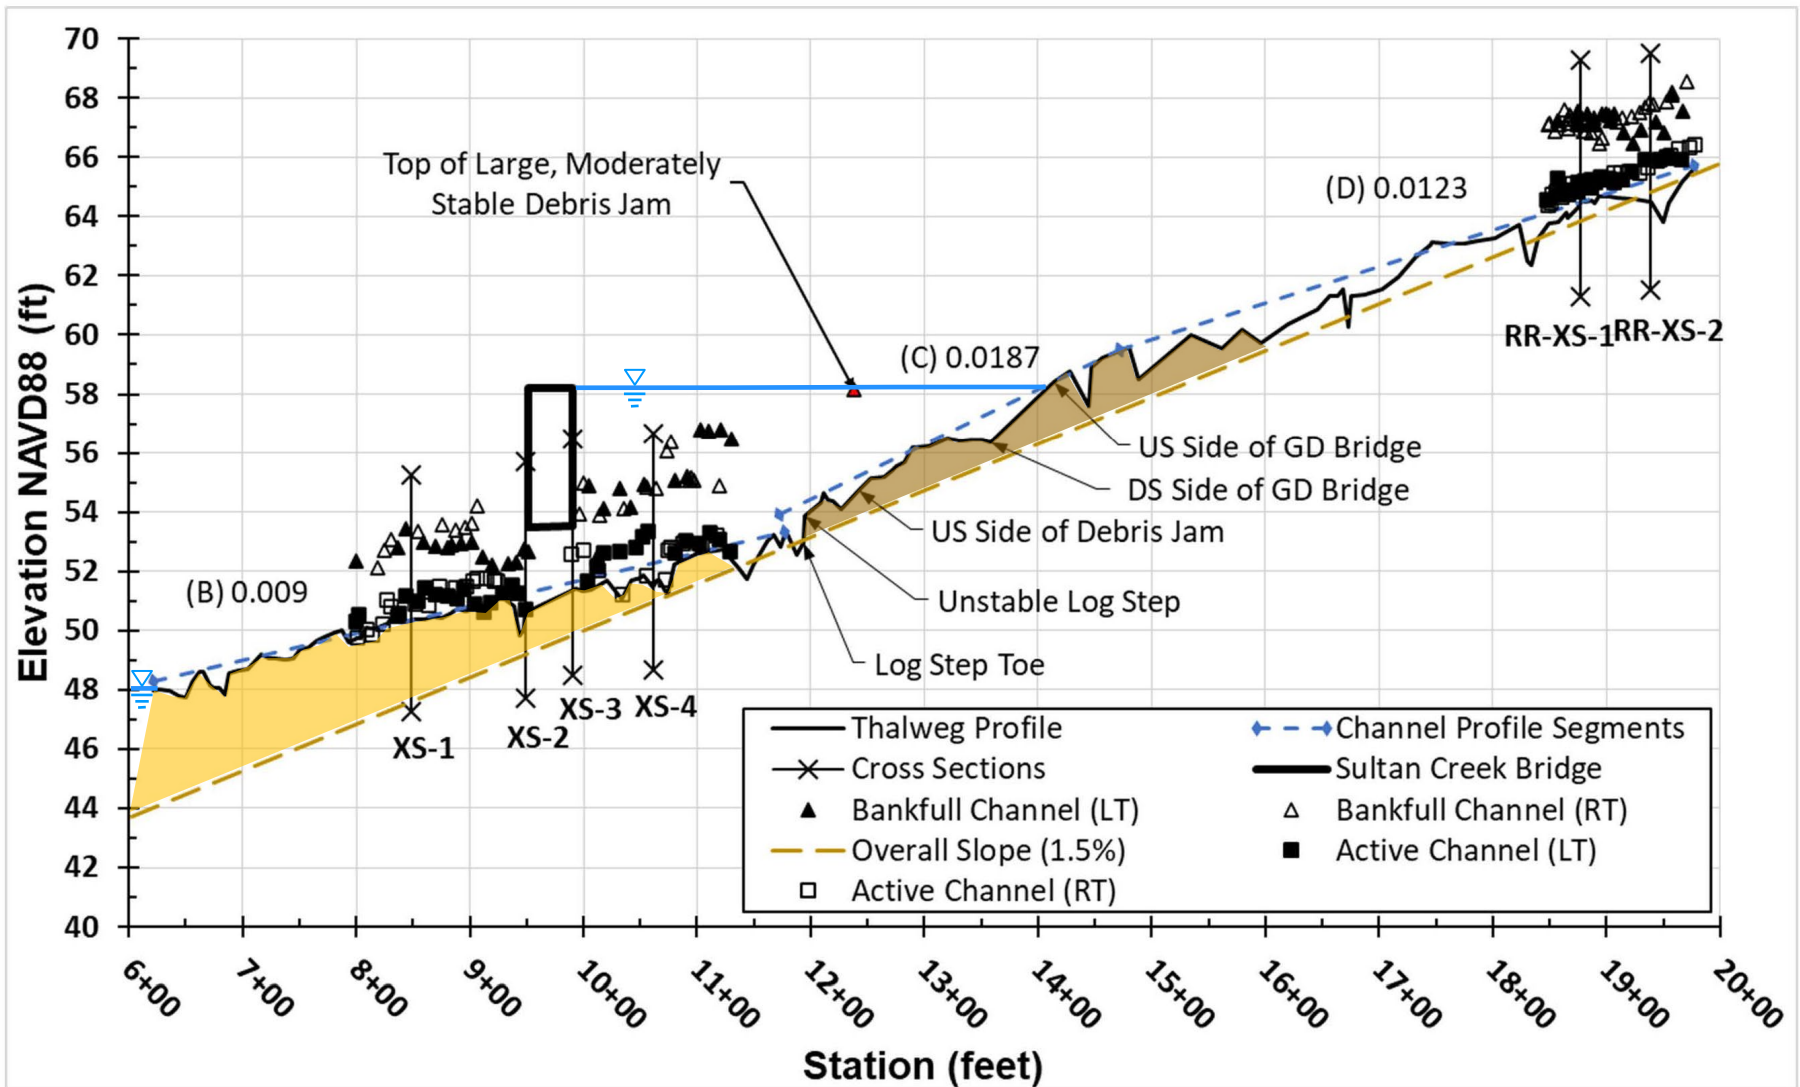 70
68
66
64
62
60
58
56
54
52
50
48
46
44
42
40
Elevation NAVD88 (ft)
Top of Large, Moderately
Stable Debris Jam
(D) 0.0123
RR-XS-1
RR-XS-2
(C) 0.0187
US Side of GD Bridge
DS Side of GD Bridge
US Side of Debris Jam
Unstable Log Step
Log Step Toe
(B) 0.009
XS-1
XS-2
XS-3
XS-4
Thalweg Profile
Channel Profile Segments
Cross Sections
Sultan Creek Bridge
Bankfull Channel (LT)
Bankfull Channel (RT)
Overall Slope (1.5%)
Active Channel (LT)
Active Channel (RT)
6+00
7+00
8+00
9+00
10+00
11+00
12+00
13+00
14+00
15+00
16+00
17+00
18+00
19+00
20+00
Station (feet)